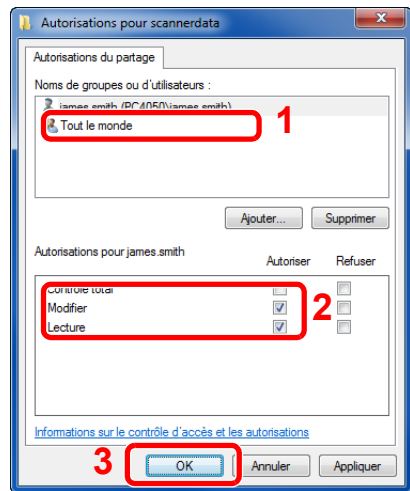 Autorisations pour scannerdata
Autorisations du partage
Noms de groupes ou d'utilisateurs :
james smith (PC4050\james smith)
Tout le monde
1
Ajouter...
Supprimer
Autorisations pour james.smith
Autoriser
Refuser
Contrôle total
Modifier
Lecture
2
Informations sur le contrôle d'accès et les autorisations
3
OK
Annuler
Appliquer